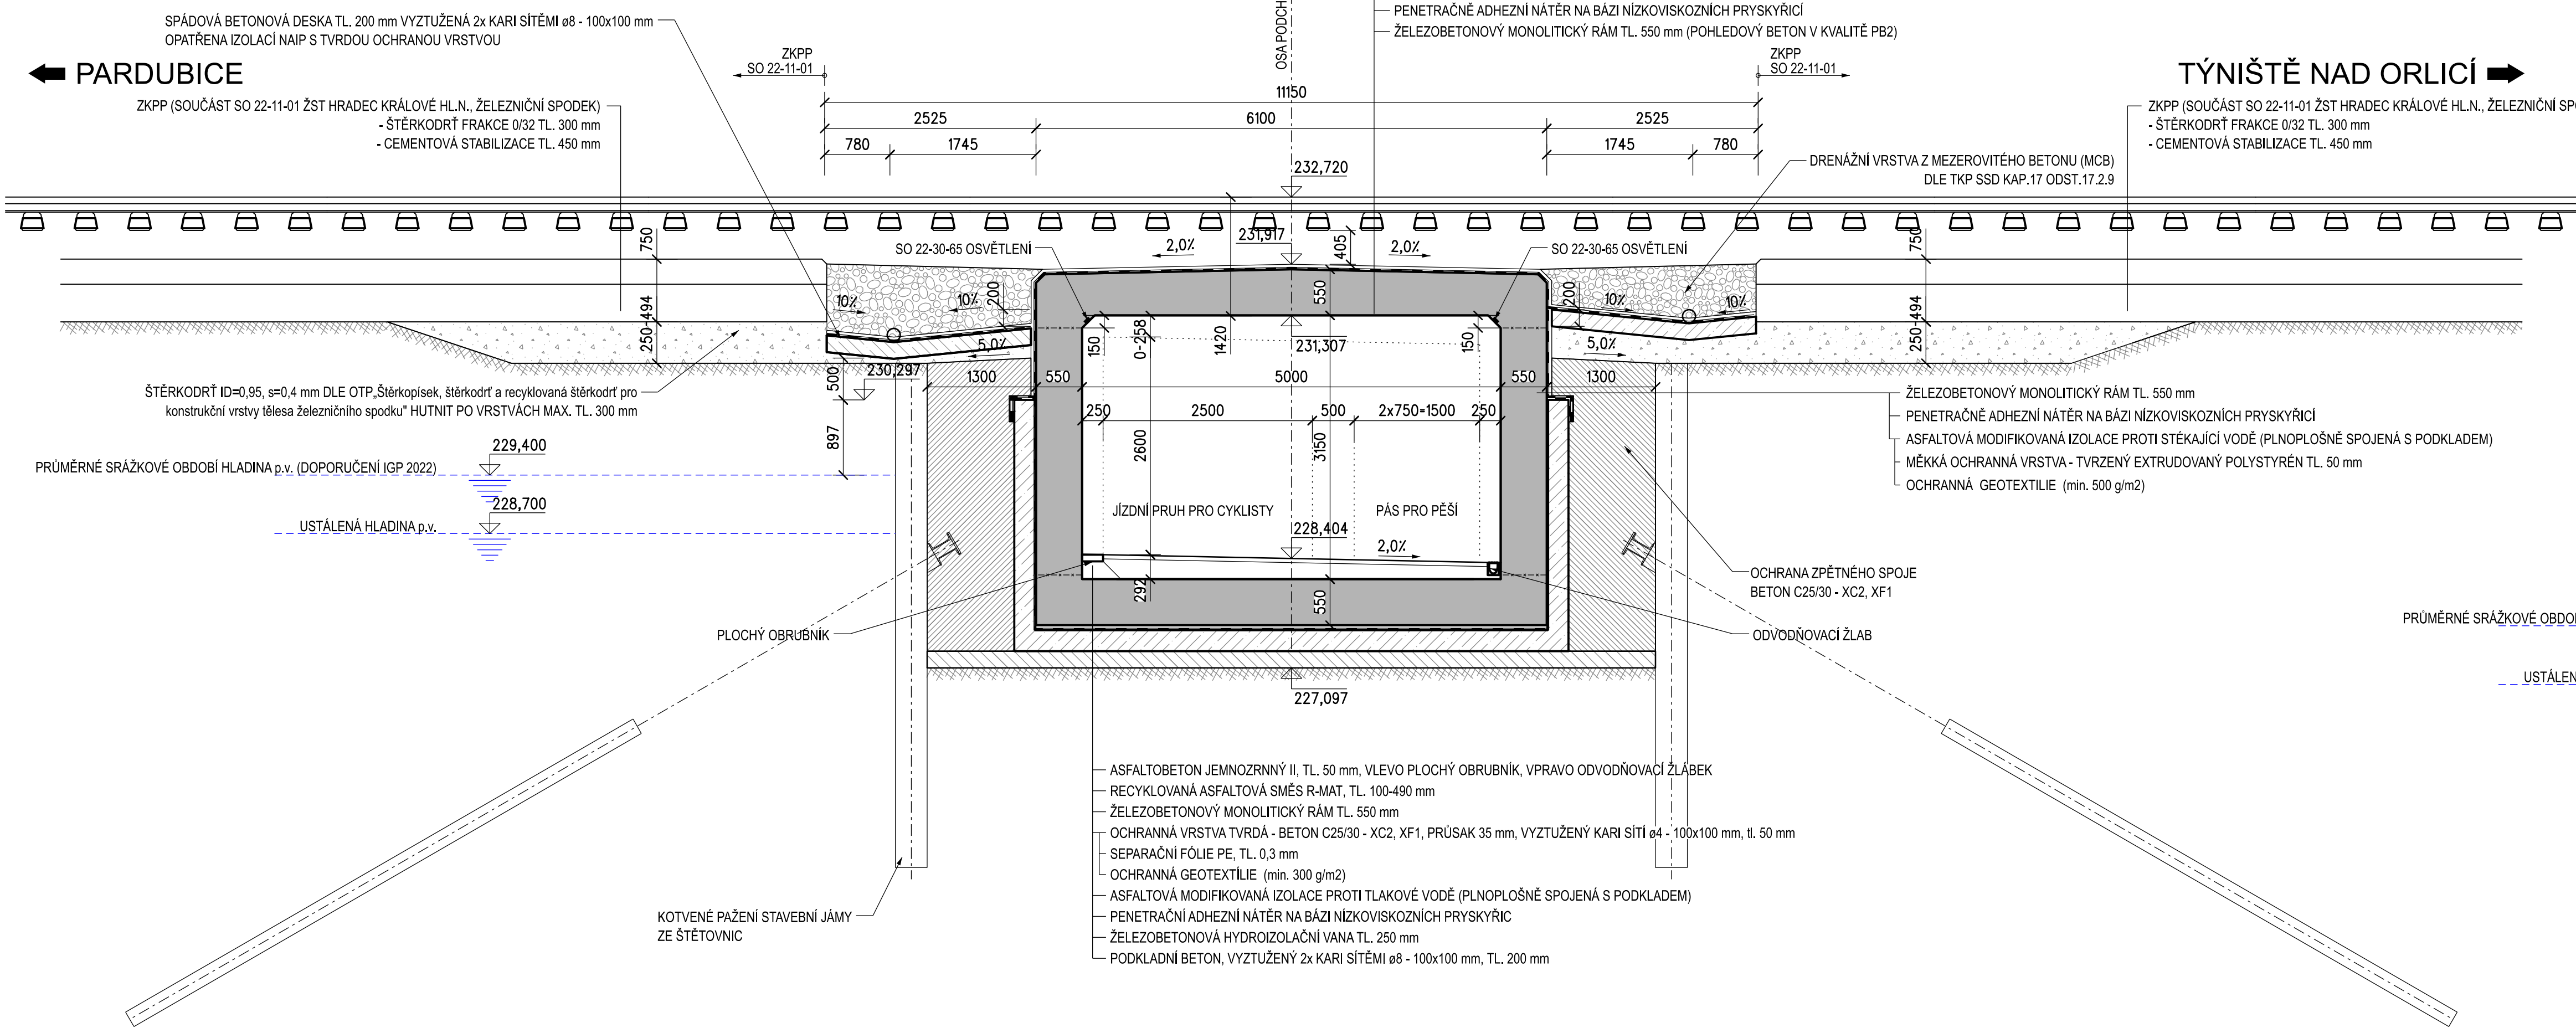 SPÁDOVÁ BETONOVÁ DESKA TL. 200 mm VYZTUŽENÁ 2x KARI SÍTĚMI ø8 - 100x100 mm
OPATŘENA IZOLACÍ NAIP S TVRDOU OCHRANOU VRSTVOU
OSA PODCH
PENETRAČNĚ ADHEZNÍ NÁTĚR NA BÁZI NÍZKOVISKOZNÍCH PRYSKYŘICÍ
ŽELEZOBETONOVÝ MONOLITICKÝ RÁM TL. 550 mm (POHLEDOVÝ BETON V KVALITĚ PB2)
PARDUBICE
ZKPP
SO 22-11-01
ZKPP
SO 22-11-01
TÝNIŠTĚ NAD ORLICÍ
ZKPP (SOUČÁST SO 22-11-01 ŽST HRADEC KRÁLOVÉ HL.N., ŽELEZNIČNÍ SPODEK)
- ŠTĚRKODRŤ FRAKCE 0/32 TL. 300 mm
- CEMENTOVÁ STABILIZACE TL. 450 mm
11150
2525 6100 2525
780 1745 1745 780
ZKPP (SOUČÁST SO 22-11-01 ŽST HRADEC KRÁLOVÉ HL.N., ŽELEZNIČNÍ SPO
- ŠTĚRKODRŤ FRAKCE 0/32 TL. 300 mm
- CEMENTOVÁ STABILIZACE TL. 450 mm
DRENÁŽNÍ VRSTVA Z MEZEROVITÉHO BETONU (MCB)
DLE TKP SSD KAP.17 ODST.17.2.9
232,720
750
SO 22-30-65 OSVĚTLENÍ
2,0%
231,917
405
2,0%
SO 22-30-65 OSVĚTLENÍ
750
250-494
10%
10%
200
550
200
10%
10%
250-494
5,0%
150
0-258
1420
231,307
150
5,0%
500
230,297
1300 550 5000 550 1300
ŠTĚRKODRŤ ID=0,95, s=0,4 mm DLE OTP„Štěrkopísek, štěrkodrť a recyklovaná štěrkodrť pro
konstrukční vrstvy tělesa železničního spodku" HUTNIT PO VRSTVÁCH MAX. TL. 300 mm
250 2500 500 2x750=1500 250
897
2600
3150
ŽELEZOBETONOVÝ MONOLITICKÝ RÁM TL. 550 mm
PENETRAČNĚ ADHEZNÍ NÁTĚR NA BÁZI NÍZKOVISKOZNÍCH PRYSKYŘICÍ
ASFALTOVÁ MODIFIKOVANÁ IZOLACE PROTI STÉKAJÍCÍ VODĚ (PLNOPLOŠNĚ SPOJENÁ S PODKLADEM)
MĚKKÁ OCHRANNÁ VRSTVA - TVRZENÝ EXTRUDOVANÝ POLYSTYRÉN TL. 50 mm
OCHRANNÁ GEOTEXTILIE (min. 500 g/m2)
229,400
PRŮMĚRNÉ SRÁŽKOVÉ OBDOBÍ HLADINA p.v. (DOPORUČENÍ IGP 2022)
228,700
USTÁLENÁ HLADINA p.v.
JÍZDNÍ PRUH PRO CYKLISTY
PÁS PRO PĚŠÍ
228,404
2,0%
292
550
OCHRANA ZPĚTNÉHO SPOJE
BETON C25/30 - XC2, XF1
PLOCHÝ OBRUBNÍK
ODVODŇOVACÍ ŽLAB
PRŮMĚRNÉ SRÁŽKOVÉ OBDO
USTÁLEN
227,097
ASFALTOBETON JEMNOZRNNÝ II, TL. 50 mm, VLEVO PLOCHÝ OBRUBNÍK, VPRAVO ODVODŇOVACÍ ŽLÁBEK
RECYKLOVANÁ ASFALTOVÁ SMĚS R-MAT, TL. 100-490 mm
ŽELEZOBETONOVÝ MONOLITICKÝ RÁM TL. 550 mm
OCHRANNÁ VRSTVA TVRDÁ - BETON C25/30 - XC2, XF1, PRŮSAK 35 mm, VYZTUŽENÝ KARI SÍTÍ ø4 - 100x100 mm, tl. 50 mm
SEPARAČNÍ FÓLIE PE, TL. 0,3 mm
OCHRANNÁ GEOTEXTÍLIE (min. 300 g/m2)
ASFALTOVÁ MODIFIKOVANÁ IZOLACE PROTI TLAKOVÉ VODĚ (PLNOPLOŠNĚ SPOJENÁ S PODKLADEM)
PENETRAČNÍ ADHEZNÍ NÁTĚR NA BÁZI NÍZKOVISKOZNÍCH PRYSKYŘIC
ŽELEZOBETONOVÁ HYDROIZOLAČNÍ VANA TL. 250 mm
PODKLADNÍ BETON, VYZTUŽENÝ 2x KARI SÍTĚMI ø8 - 100x100 mm, TL. 200 mm
KOTVENÉ PAŽENÍ STAVEBNÍ JÁMY
ZE ŠTĚTOVNIC